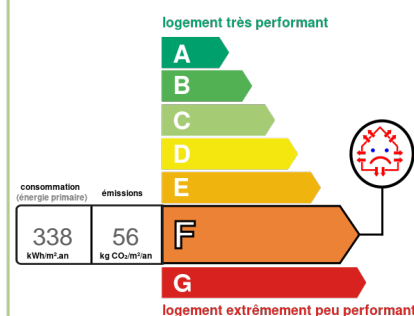 logement très performant
A
B
C
D
E
consommation
(énergie primaire)
émissions
338
56
F
kWh/m².an
kg CO₂/m²/an
G
logement extrêmement peu performant